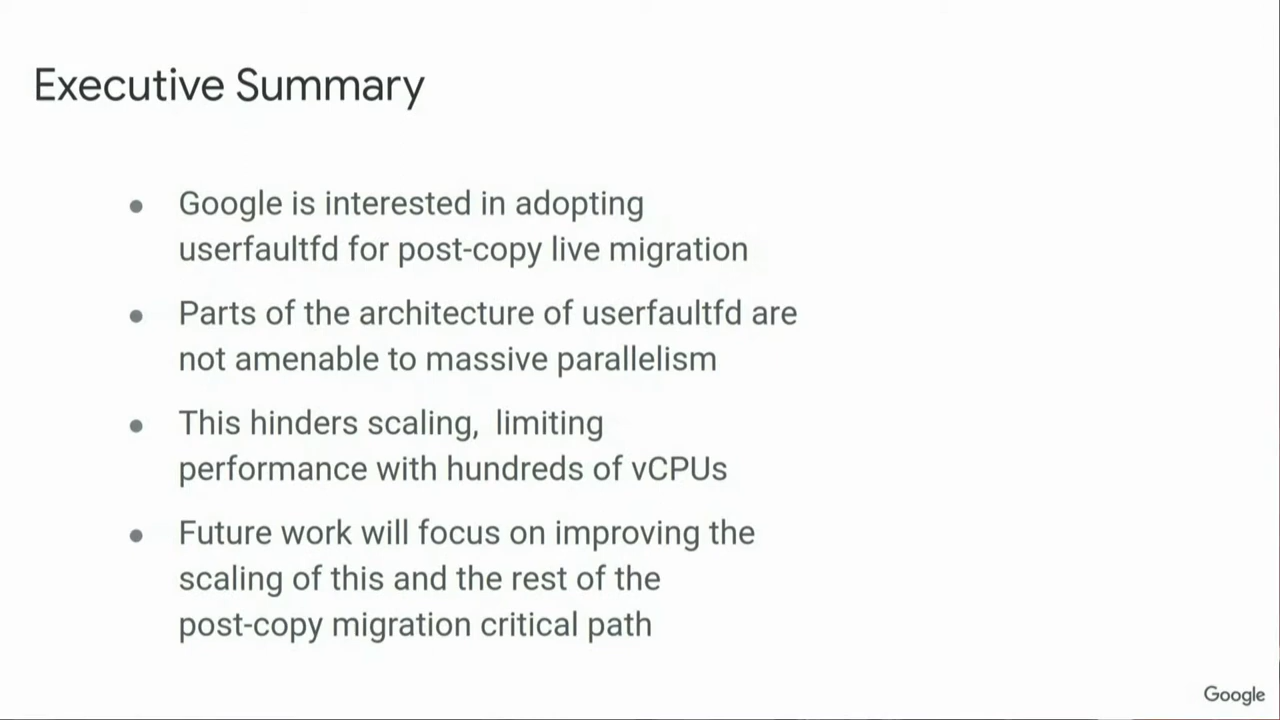 Executive Summary
● Google is interested in adopting
userfaultfd for post-copy live migration
● Parts of the architecture of userfaultfd are
not amenable to massive parallelism
● This hinders scaling,  limiting
performance with hundreds of vCPUs
● Future work will focus on improving the
scaling of this and the rest of the
post-copy migration critical path
Google